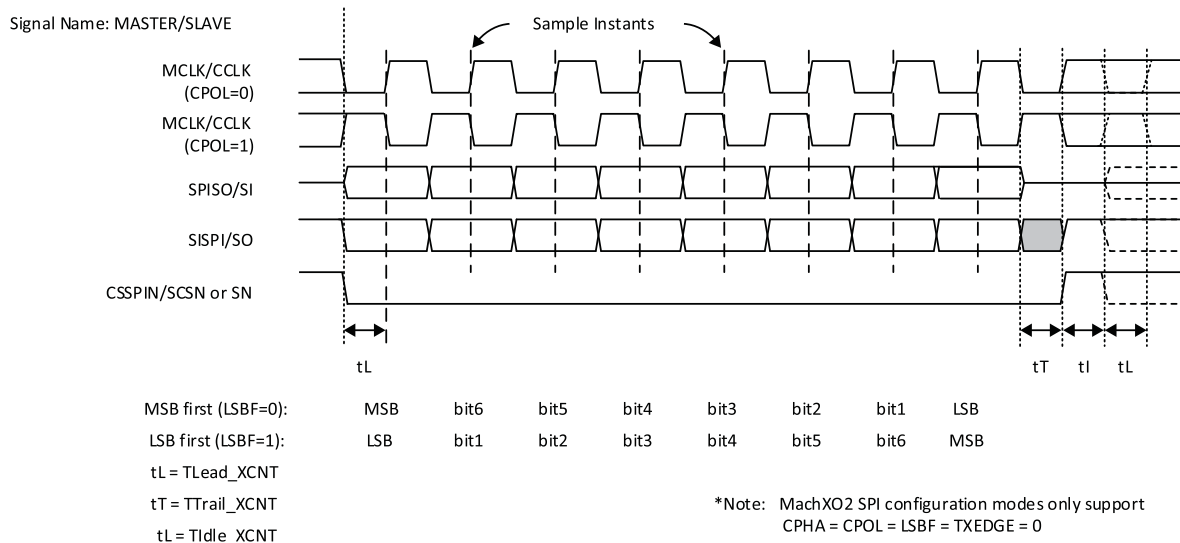 Signal Name: MASTER/SLAVE
Sample Instants
MCLK/CCLK
(CPOL=0)
MCLK/CCLK
(CPOL=1)
SPISO/SI
SISPI/SO
CSSPIN/SCSN or SN
tL tT tI tL
MSB first (LSBF=0): MSB bit6 bit5 bit4 bit3 bit2 bit1 LSB
LSB first (LSBF=1): LSB bit1 bit2 bit3 bit4 bit5 bit6 MSB
tL = TLead_XCNT
tT = TTrail_XCNT
tL = TIdle_XCNT
*Note: MachXO2 SPI configuration modes only support
CPHA = CPOL = LSBF = TXEDGE = 0